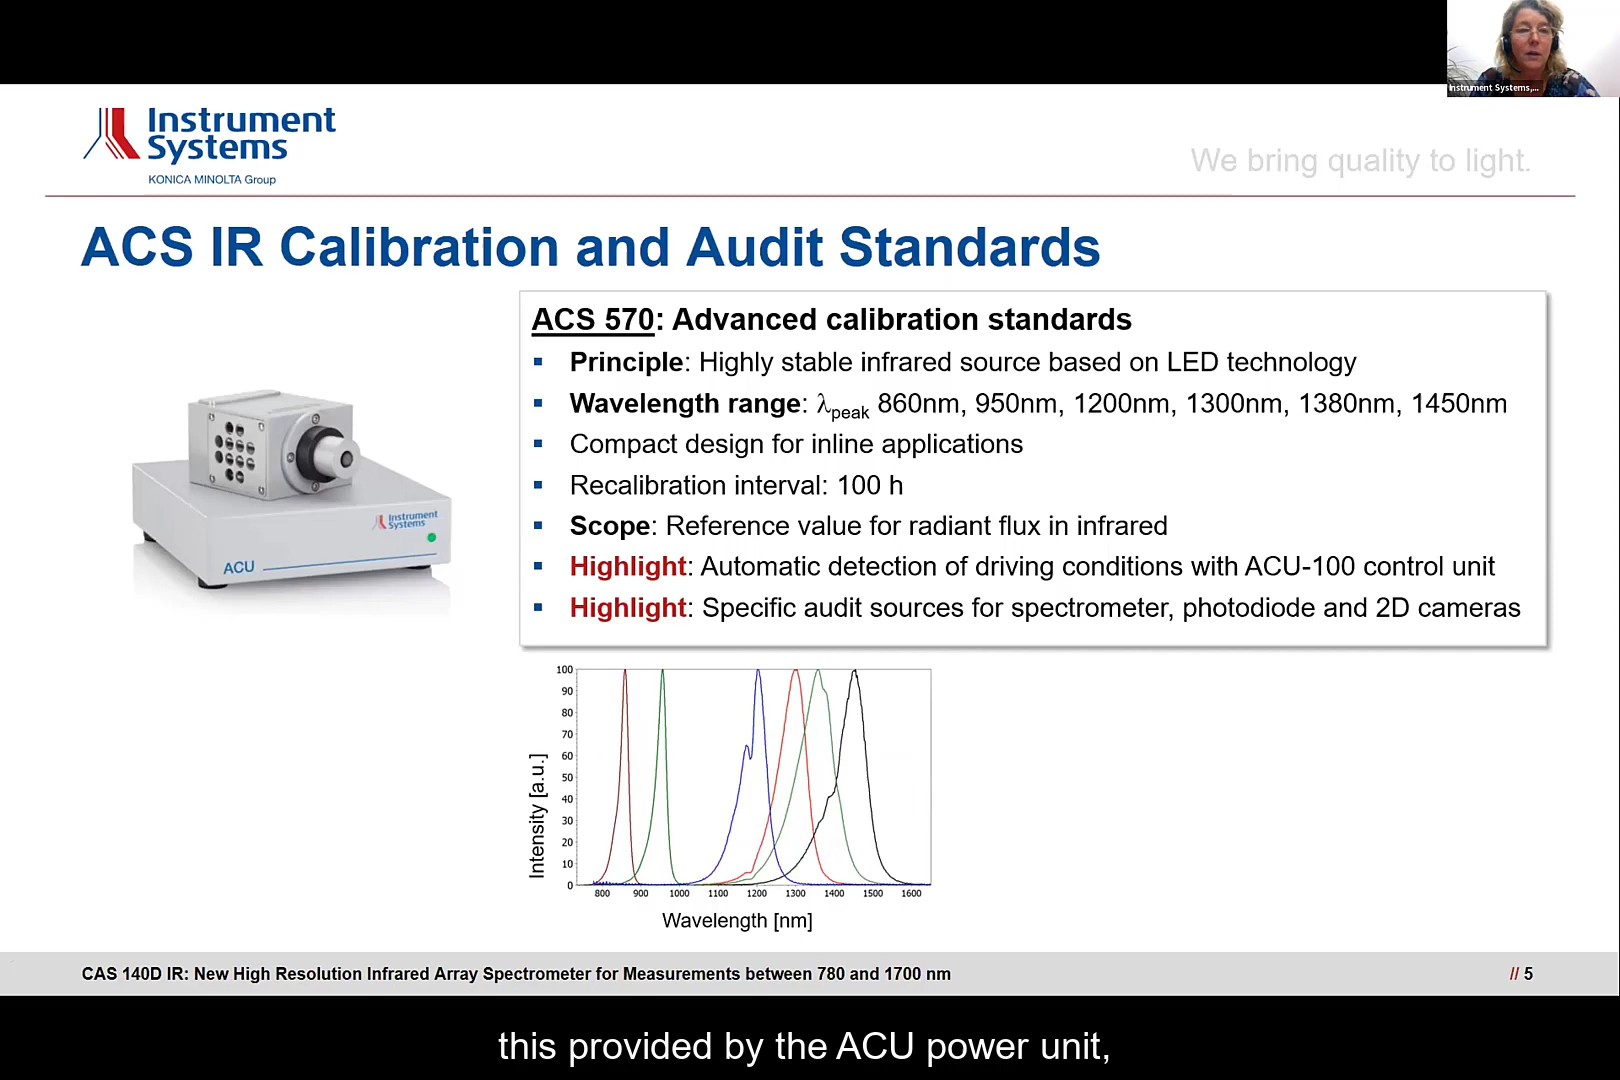 Instrument Systems,...
Instrument
Systems
KONICA MINOLTA Group
We bring quality to light.
ACS IR Calibration and Audit Standards
ACS 570: Advanced calibration standards
▪ Principle: Highly stable infrared source based on LED technology
▪ Wavelength range: λpeak 860nm, 950nm, 1200nm, 1300nm, 1380nm, 1450nm
▪ Compact design for inline applications
▪ Recalibration interval: 100 h
▪ Scope: Reference value for radiant flux in infrared
▪ Highlight: Automatic detection of driving conditions with ACU-100 control unit
▪ Highlight: Specific audit sources for spectrometer, photodiode and 2D cameras
Instrument
Systems
ACU
Intensity [a.u.]
100
90
80
70
60
50
40
30
20
10
0
800 900 1000 1100 1200 1300 1400 1500 1600
Wavelength [nm]
CAS 140D IR: New High Resolution Infrared Array Spectrometer for Measurements between 780 and 1700 nm
// 5
this provided by the ACU power unit,